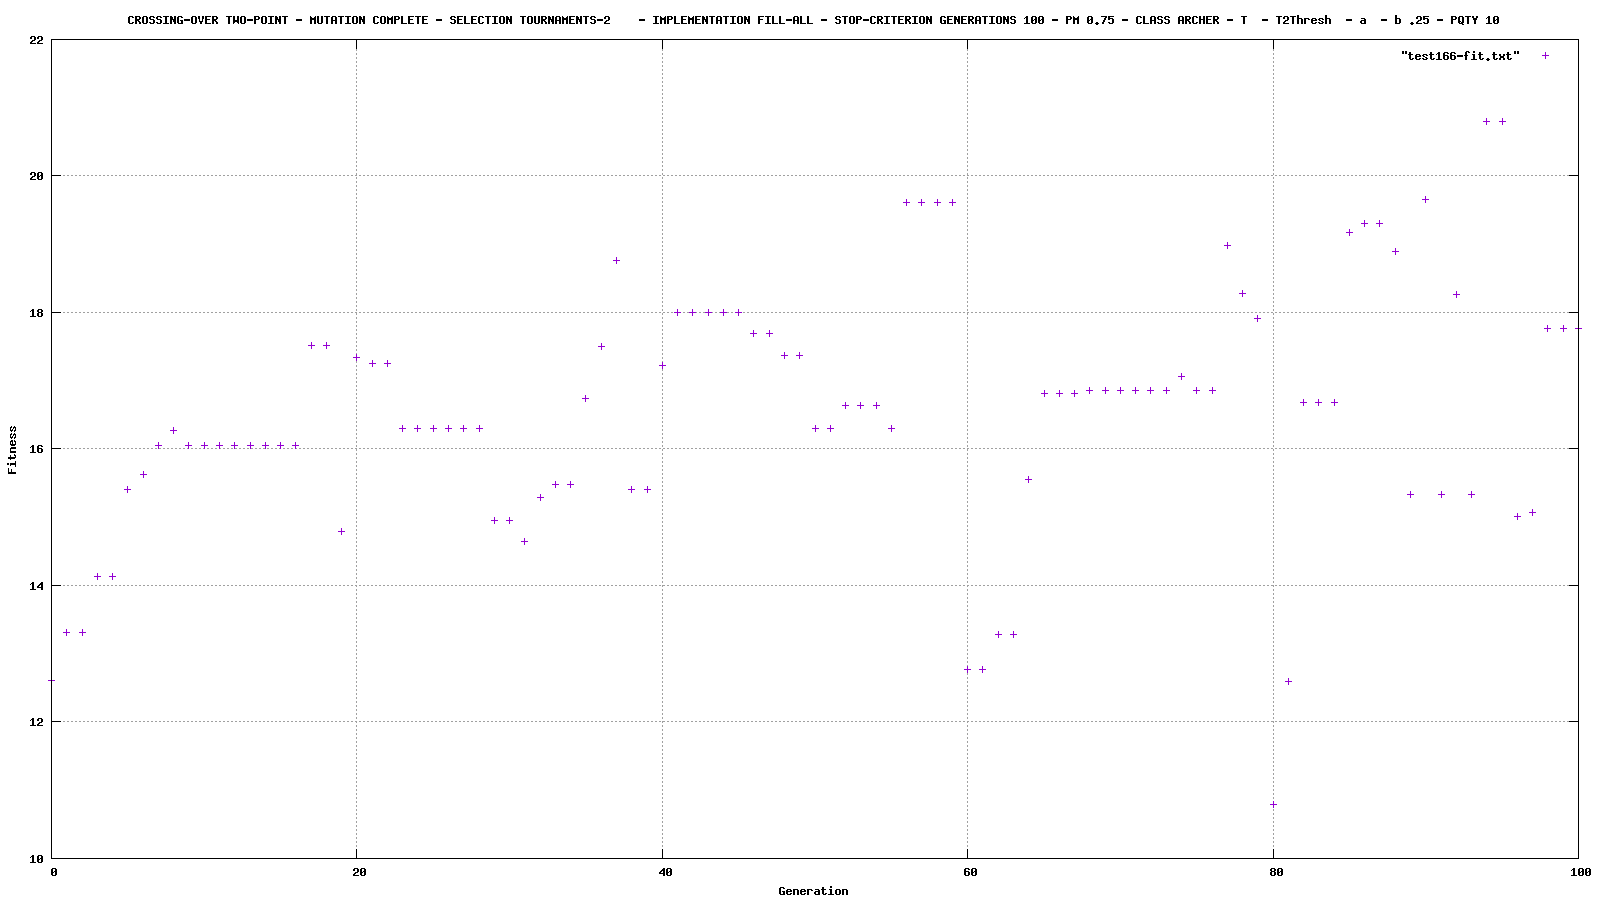 CROSSING-OVER TWO-POINT - MUTATION COMPLETE - SELECTION TOURNAMENTS-2 - IMPLEMENTATION FILL-ALL - STOP-CRITERION GENERATIONS 100 - PM 0.75 - CLASS ARCHER - T - T2Thresh - a - b .25 - PQTY 10
"test166-fit.txt"
22
20
18
16
14
12
10
Fitness
0 20 40 60 80 100
Generation